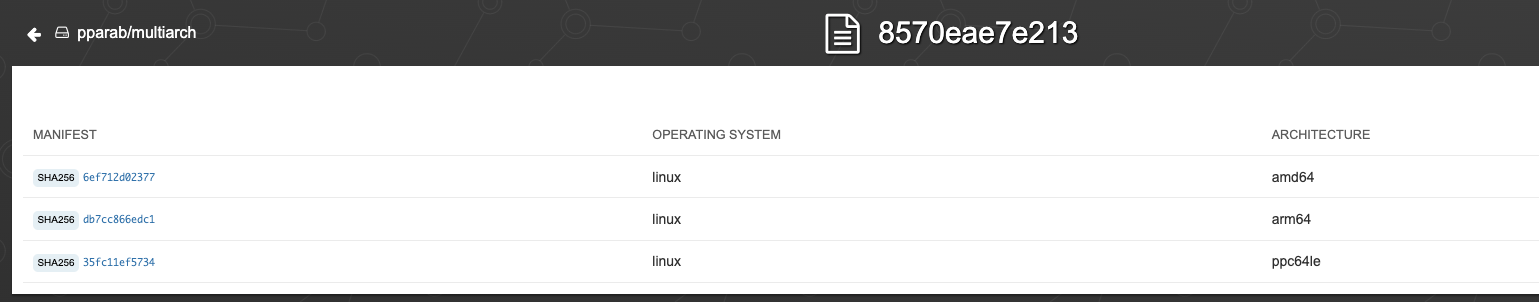 pparab/multiarch
8570eae7e213
MANIFEST OPERATING SYSTEM ARCHITECTURE
SHA256 6ef712d02377 linux amd64
SHA256 db7cc866edc1 linux arm64
SHA256 35fc11ef5734 linux ppc64le